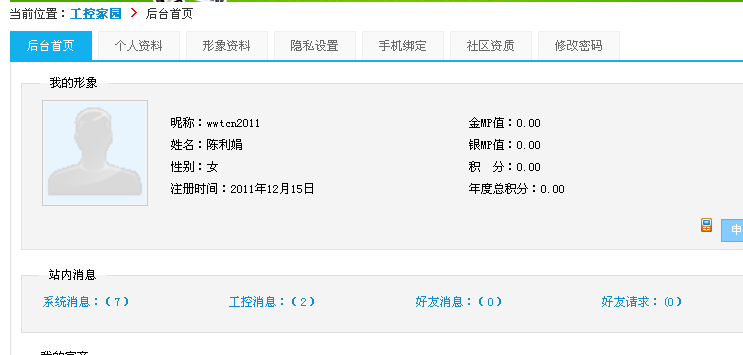 当前位置：工控家园 > 后台首页
后台首页 个人资料 形象资料 隐私设置 手机绑定 社区资质 修改密码
我的形象
昵称：wwtcn2011 金MP值：0.00
姓名：陈利娟 银MP值：0.00
性别：女 积 分：0.00
注册时间：2011年12月15日 年度总积分：0.00
申
站内消息
系统消息：（7） 工控消息：（2） 好友消息：（0） 好友请求：（0）